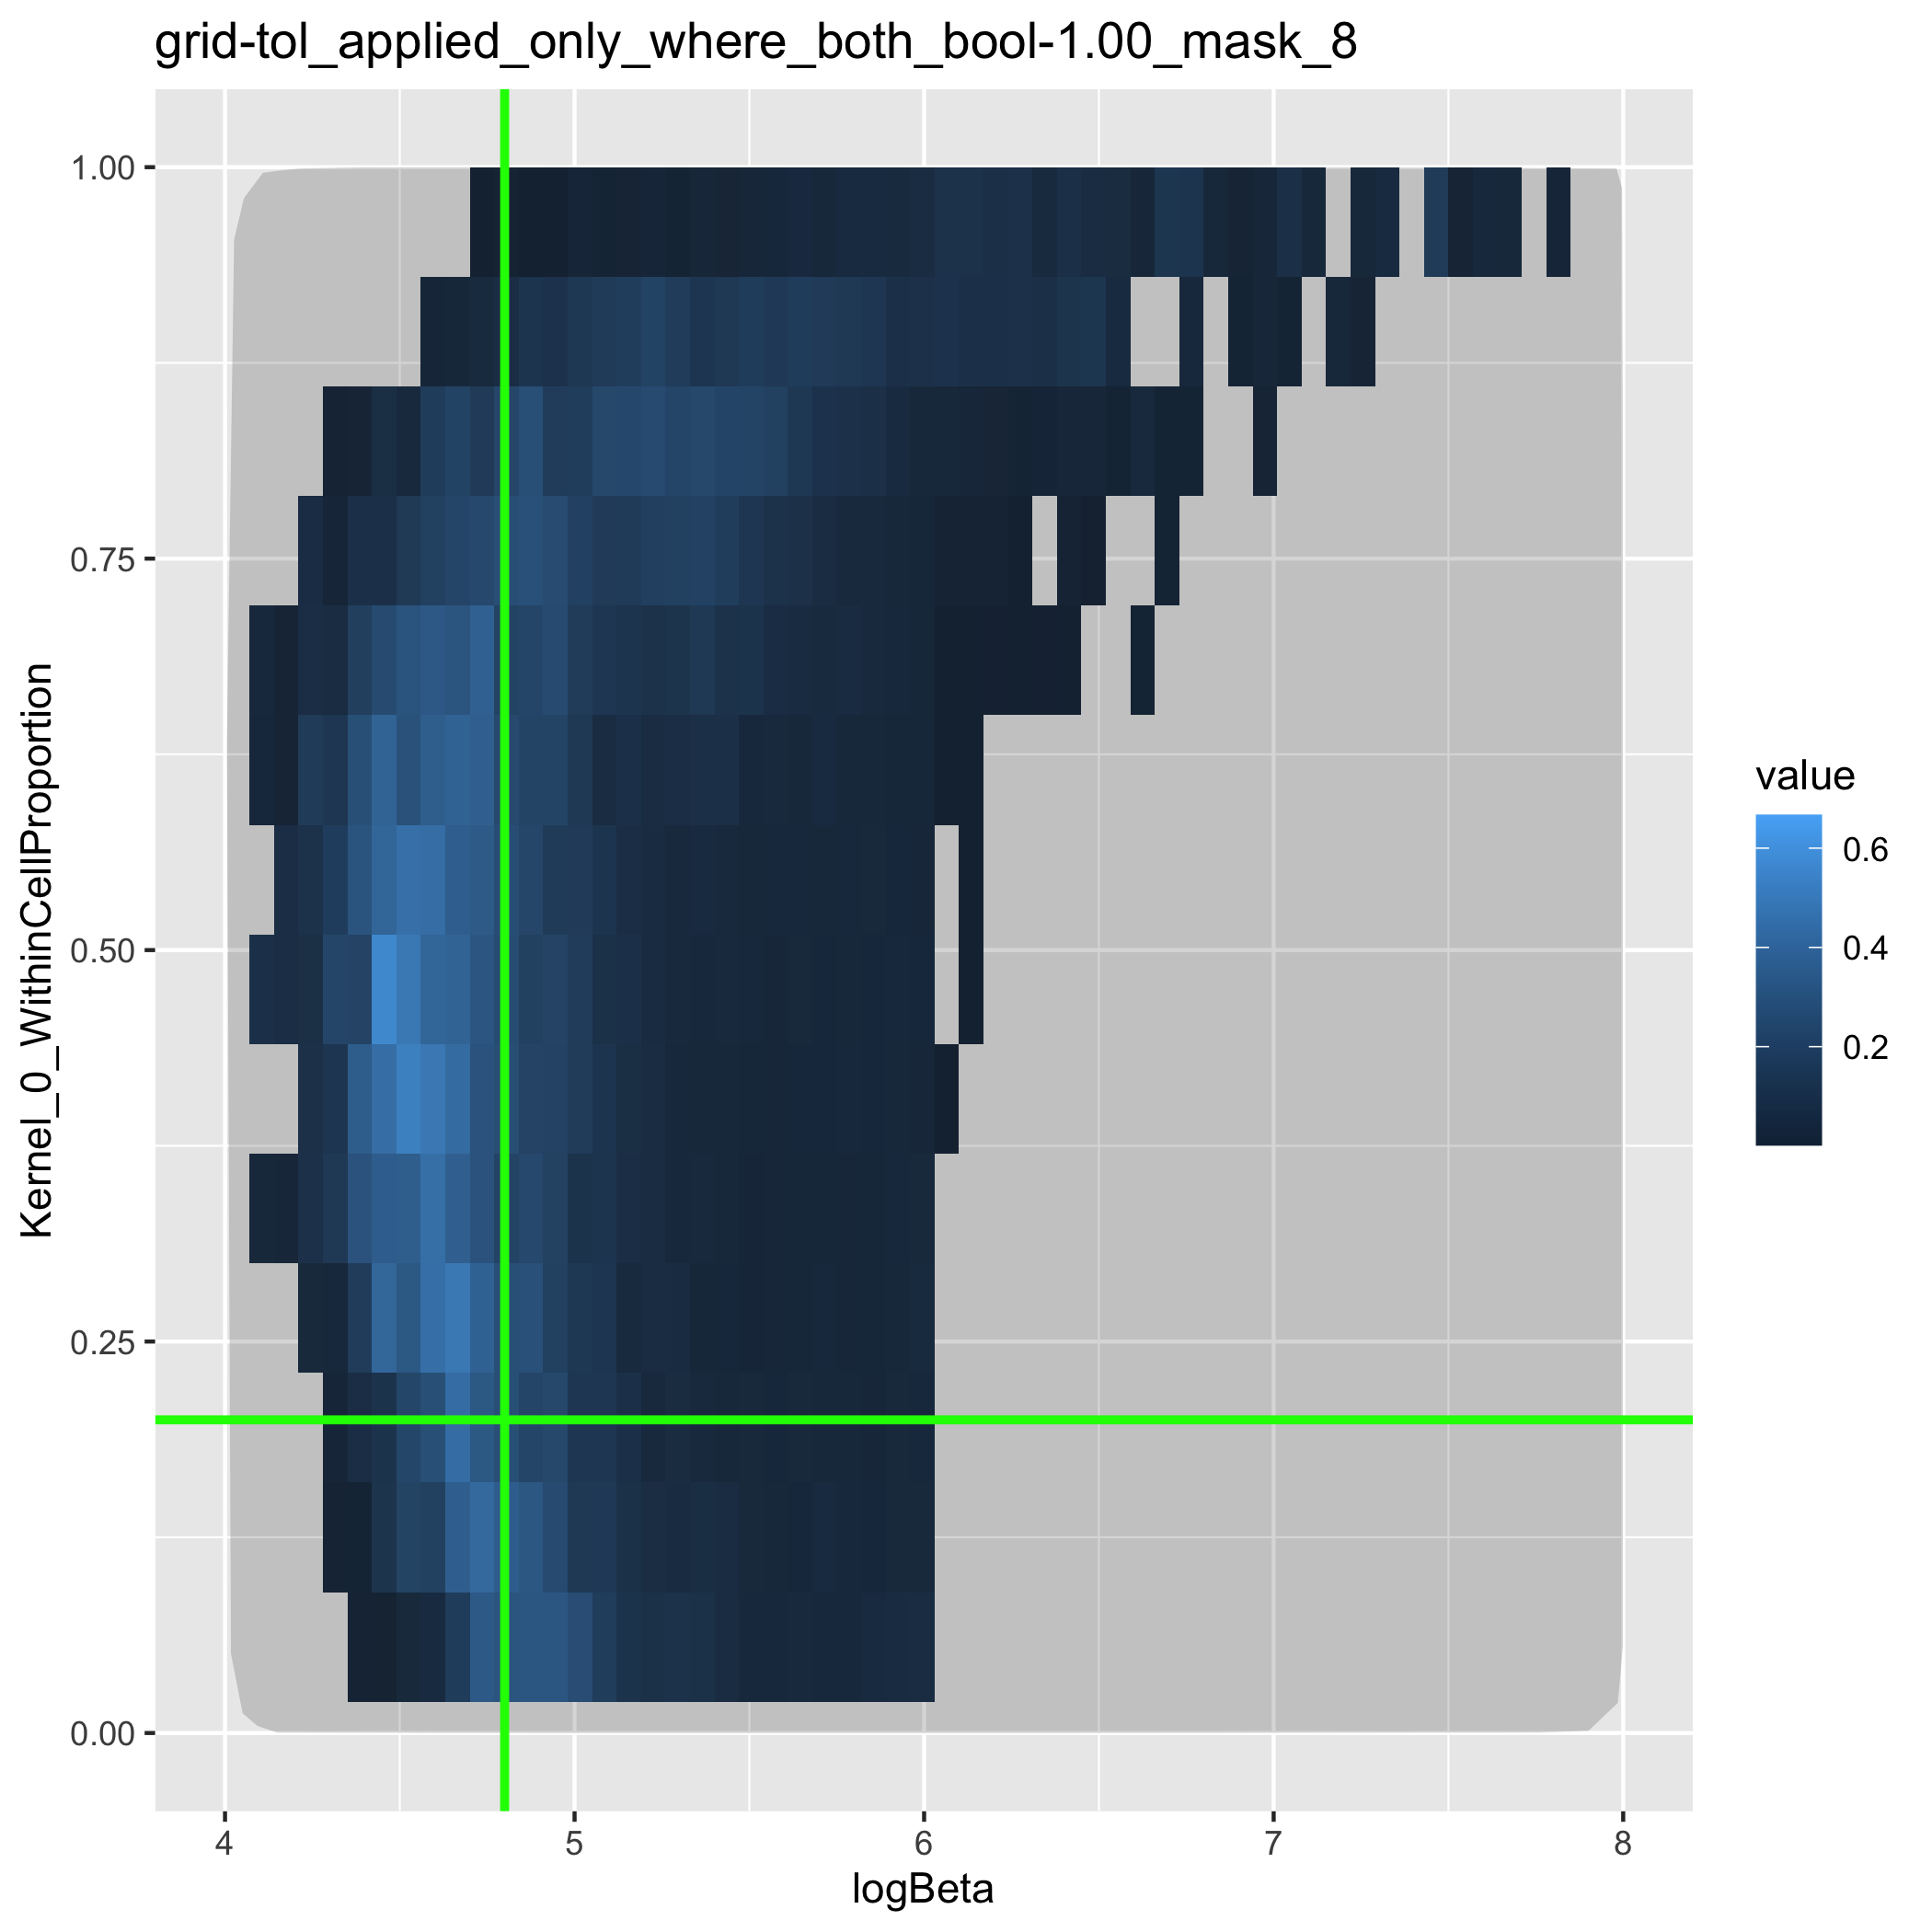 grid-tol_applied_only_where_both_bool-1.00_mask_8
1.00
0.75
0.50
0.25
0.00
Kernel_0_WithinCellProportion
4 5 6 7 8
logBeta
value
0.6
0.4
0.2